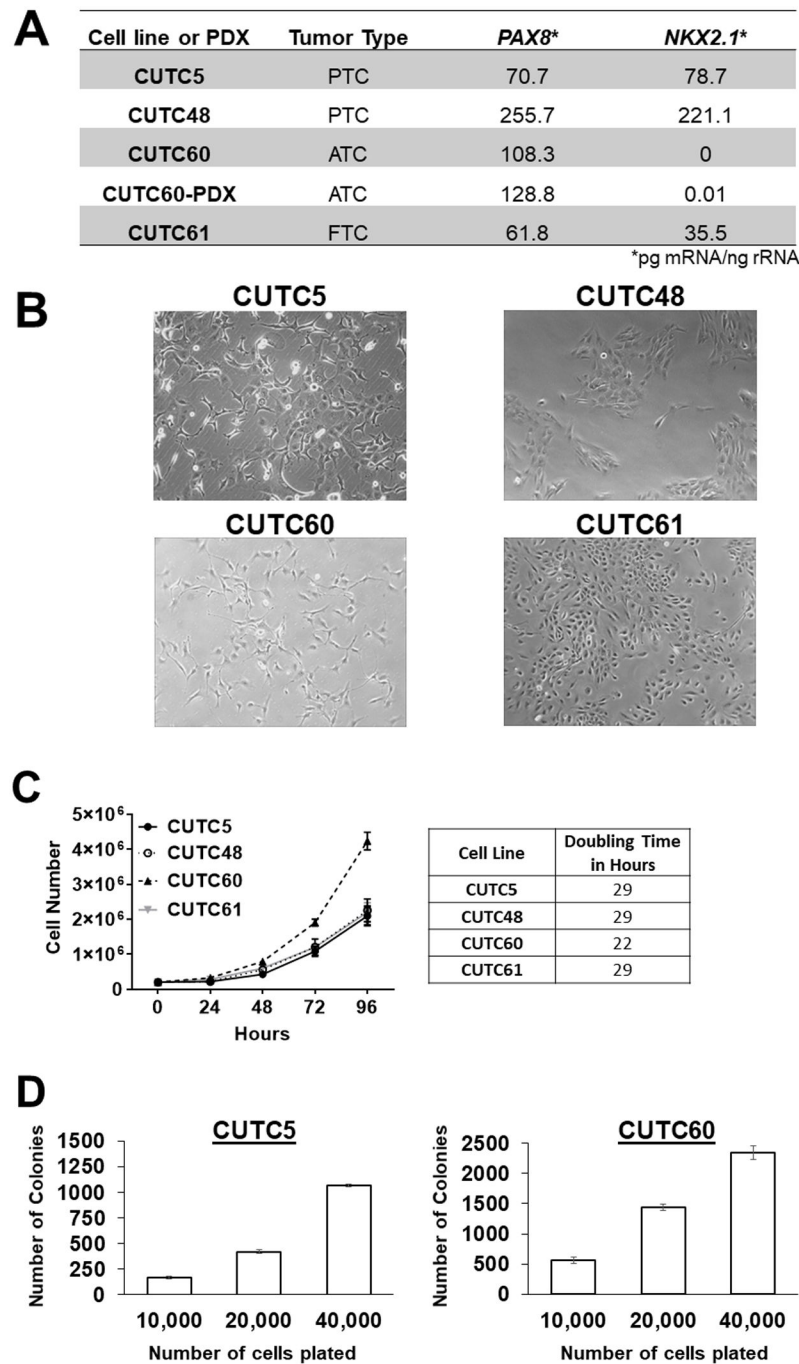 A
Cell line or PDX Tumor Type PAX8* NKX2.1*
CUTC5 PTC 70.7 78.7
CUTC48 PTC 255.7 221.1
CUTC60 ATC 108.3 0
CUTC60-PDX ATC 128.8 0.01
CUTC61 FTC 61.8 35.5
*pg mRNA/ng rRNA
B
CUTC5
CUTC48
CUTC60
CUTC61
C
Cell Number
5×10⁶
4×10⁶
3×10⁶
2×10⁶
1×10⁶
0
CUTC5
CUTC48
CUTC60
CUTC61
0 24 48 72 96
Hours
Cell Line Doubling Time
in Hours
CUTC5 29
CUTC48 29
CUTC60 22
CUTC61 29
D
CUTC5
Number of Colonies
1500
1250
1000
750
500
250
0
10,000 20,000 40,000
Number of cells plated
CUTC60
Number of Colonies
2500
2000
1500
1000
500
0
10,000 20,000 40,000
Number of cells plated